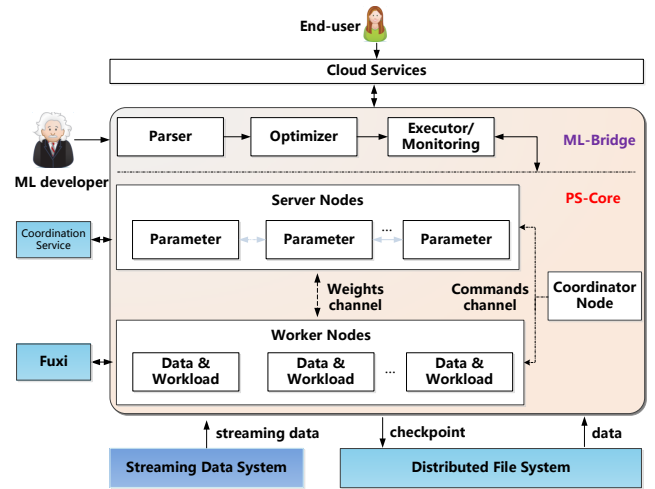 End-user
Cloud Services
Parser
Optimizer
Executor/
Monitoring
ML-Bridge
ML developer
PS-Core
Server Nodes
Coordination
Service
Parameter
Parameter
...
Parameter
Weights
channel
Commands
channel
Coordinator
Node
Worker Nodes
Fuxi
Data &
Workload
Data &
Workload
...
Data &
Workload
streaming data
checkpoint
data
Streaming Data System
Distributed File System